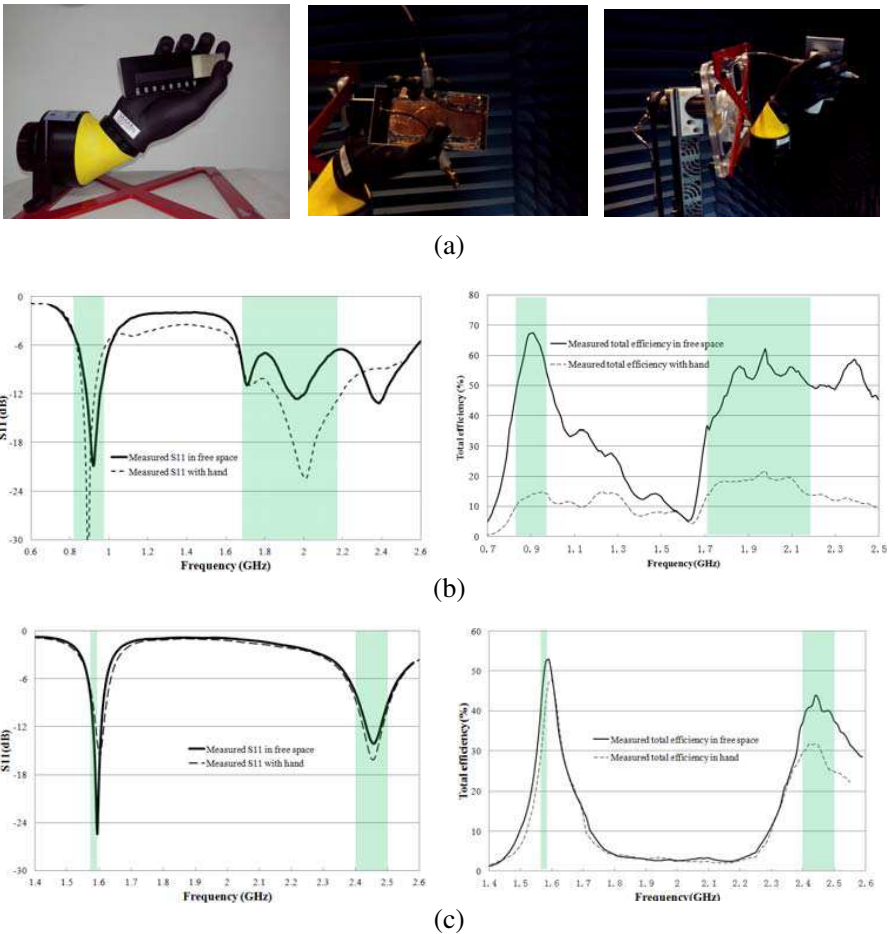 (a)
0
-6
-12
-18
-24
-30
S11 (dB)
Measured S11 in free space
Measured S11 with hand
0.6 0.8 1 1.2 1.4 1.6 1.8 2 2.2 2.4 2.6
Frequency (GHz)
80
70
60
50
40
30
20
10
0
Total efficiency (%)
Measured total efficiency in free space
Meaured total efficiency with hand
0.7 0.9 1.1 1.3 1.5 1.7 1.9 2.1 2.3 2.5
Frequency(GHz)
(b)
0
-6
-12
-18
-24
-30
S11(dB)
Measured S11 in free space
Measured S11 with hand
1.4 1.5 1.6 1.7 1.8 1.9 2 2.1 2.2 2.3 2.4 2.5 2.6
Frequency (GHz)
60
50
40
30
20
10
0
Total efficiency(%)
Measured total efficiency in free space
Measured total efficiency in hand
1.4 1.5 1.6 1.7 1.8 1.9 2 2.1 2.2 2.3 2.4 2.5 2.6
Frequency(GHz)
(c)